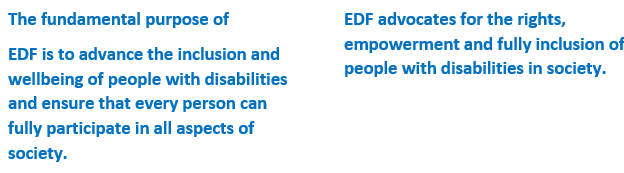 The fundamental purpose of
EDF is to advance the inclusion and
wellbeing of people with disabilities
and ensure that every person can
fully participate in all aspects of
society.
EDF advocates for the rights,
empowerment and fully inclusion of
people with disabilities in society.